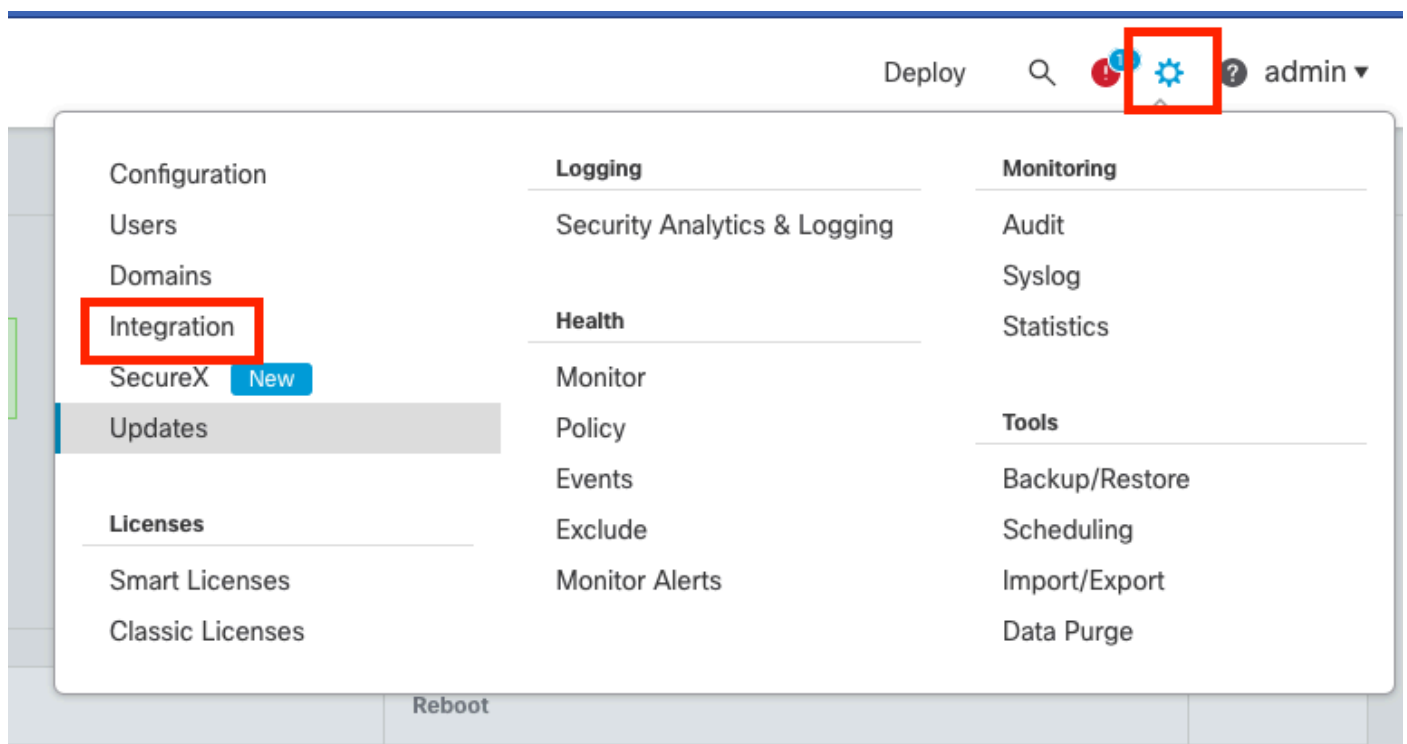 Deploy
admin
Configuration
Users
Domains
Integration
SecureX New
Updates
Licenses
Smart Licenses
Classic Licenses
Logging
Security Analytics & Logging
Health
Monitor
Policy
Events
Exclude
Monitor Alerts
Monitoring
Audit
Syslog
Statistics
Tools
Backup/Restore
Scheduling
Import/Export
Data Purge
Reboot